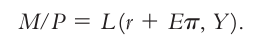 M/P = L(r + Eπ, Y).